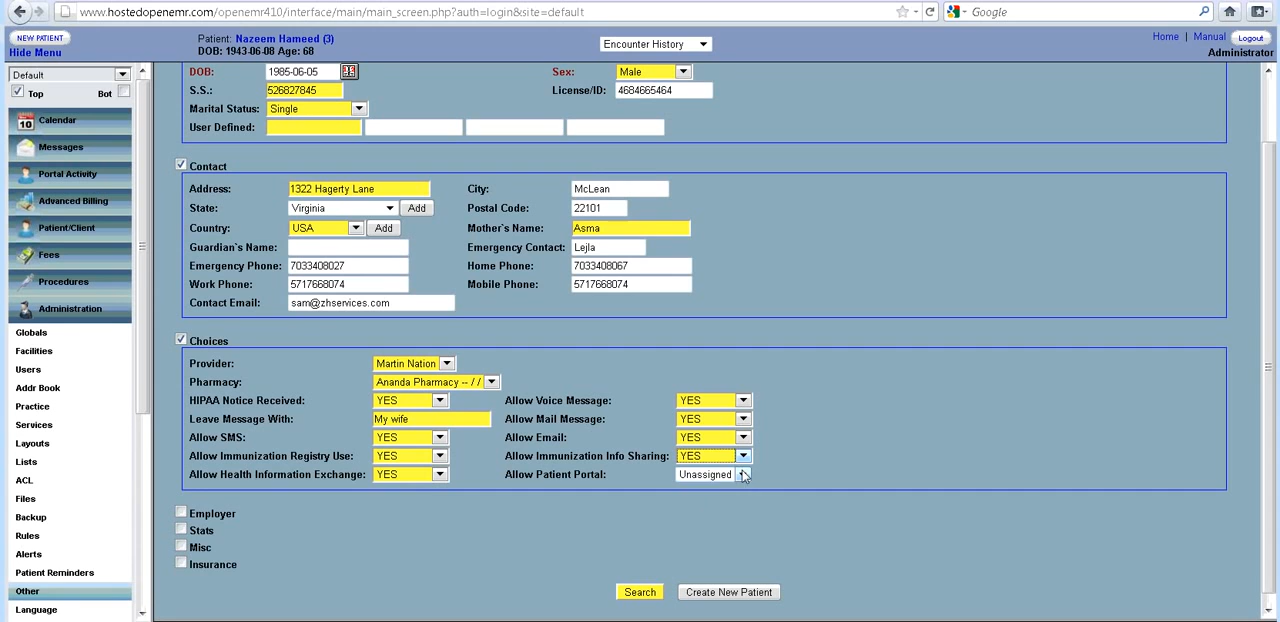 www.hostedopenemr.com/openemr410/interface/main/main_screen.php?auth=login&site=default
Google
NEW PATIENT
Hide Menu
Patient: Nazeem Hameed (3)
DOB: 1943-06-08 Age: 68
Encounter History
Home | Manual Logout
Administrator
Default
Top Bot
Calendar
Messages
Portal Activity
Advanced Billing
Patient/Client
Fees
Procedures
Administration
Globals
Facilities
Users
Addr Book
Practice
Services
Layouts
Lists
ACL
Files
Backup
Rules
Alerts
Patient Reminders
Other
Language
DOB: 1985-06-05 Sex: Male
S.S.: 526827845 License/ID: 4684665464
Marital Status: Single
User Defined:
Contact
Address: 1322 Hagerty Lane City: McLean
State: Virginia Add Postal Code: 22101
Country: USA Add Mother's Name: Asma
Guardian`s Name: Emergency Contact: Lejla
Emergency Phone: 7033408027 Home Phone: 7033408067
Work Phone: 5717668074 Mobile Phone: 5717668074
Contact Email: sam@zhservices.com
Choices
Provider: Martin Nation
Pharmacy: Ananda Pharmacy -- / /
HIPAA Notice Received: YES Allow Voice Message: YES
Leave Message With: My wife Allow Mail Message: YES
Allow SMS: YES Allow Email: YES
Allow Immunization Registry Use: YES Allow Immunization Info Sharing: YES
Allow Health Information Exchange: YES Allow Patient Portal: Unassigned
Employer
Stats
Misc
Insurance
Search Create New Patient